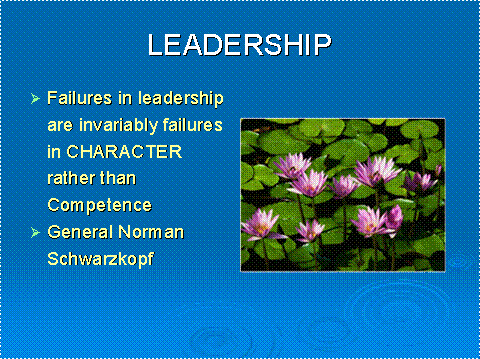 LEADERSHIP
Failures in leadership
are invariably failures
in CHARACTER
rather than
Competence
General Norman
Schwarzkopf